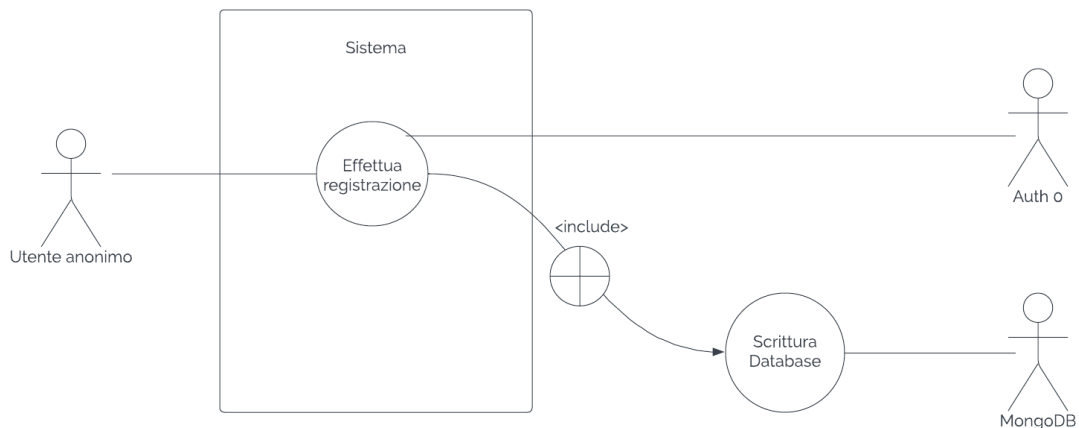 Sistema
Effettua
registrazione
Utente anonimo
Auth 0
<include>
Scrittura
Database
MongoDB